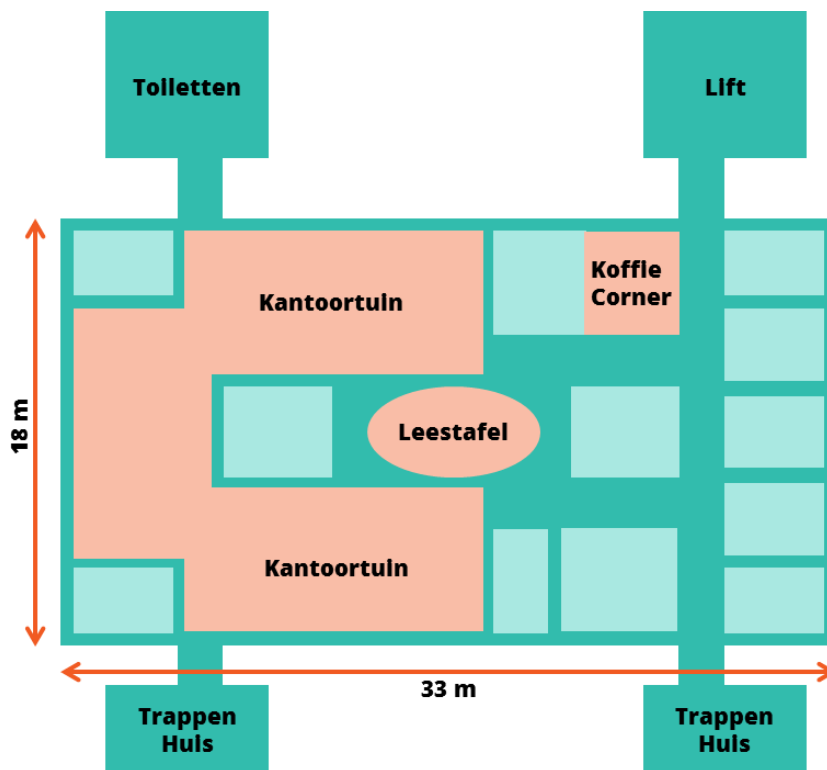 Toiletten
Lift
Kantoortuin
Koffie
Corner
18 m
Leestafel
Kantoortuin
33 m
Trappen
Huis
Trappen
Huis